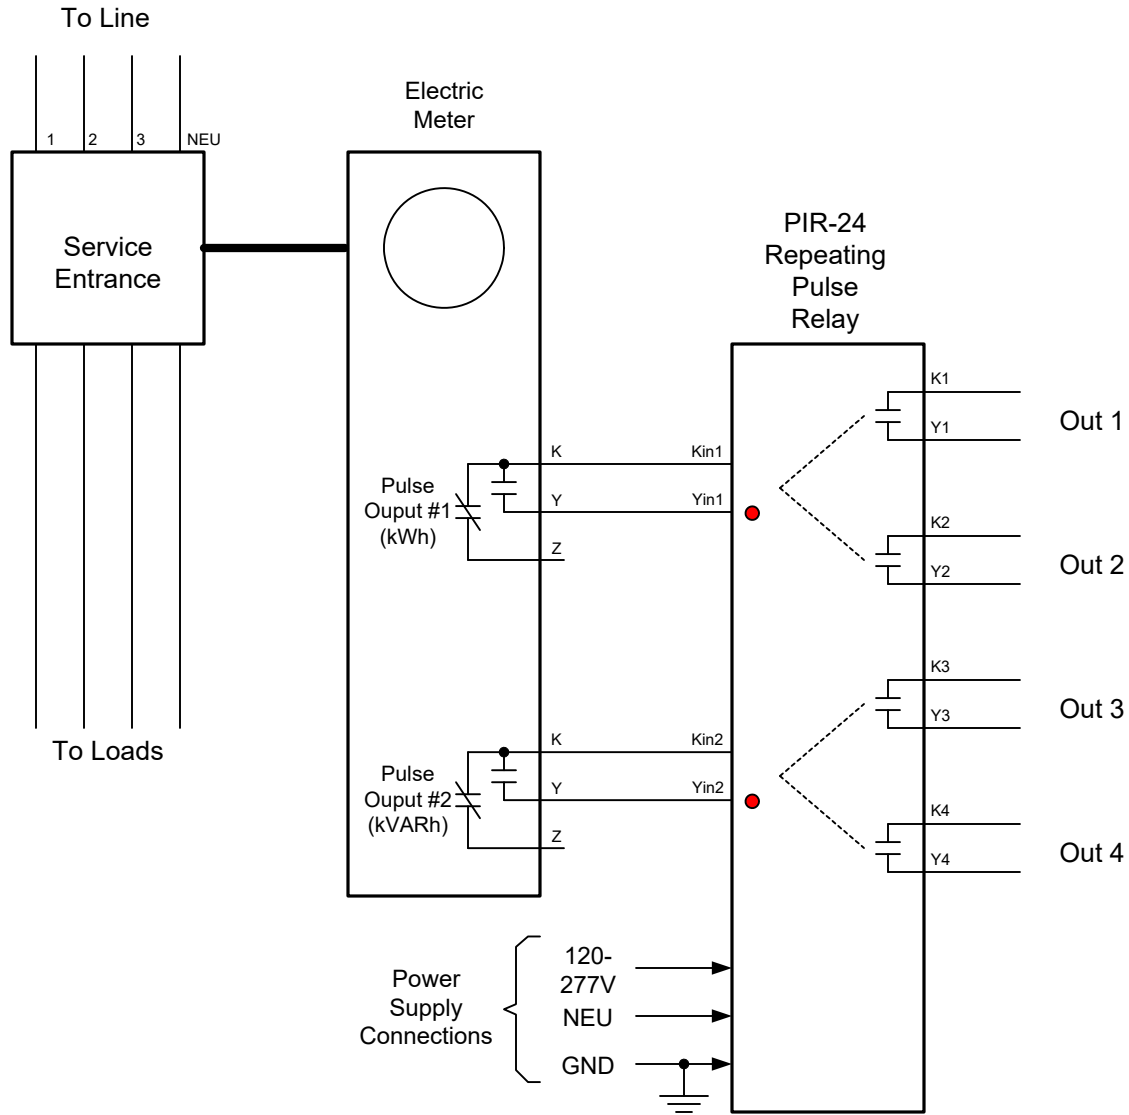 To Line
1
2
3
NEU
Service
Entrance
To Loads
Electric
Meter
Pulse
Ouput #1
(kWh)
K
Y
Z
Kin1
Yin1
Pulse
Ouput #2
(kVARh)
K
Y
Z
Kin2
Yin2
PIR-24
Repeating
Pulse
Relay
K1
Y1
Out 1
K2
Y2
Out 2
K3
Y3
Out 3
K4
Y4
Out 4
Power
Supply
Connections
120-
277V
NEU
GND